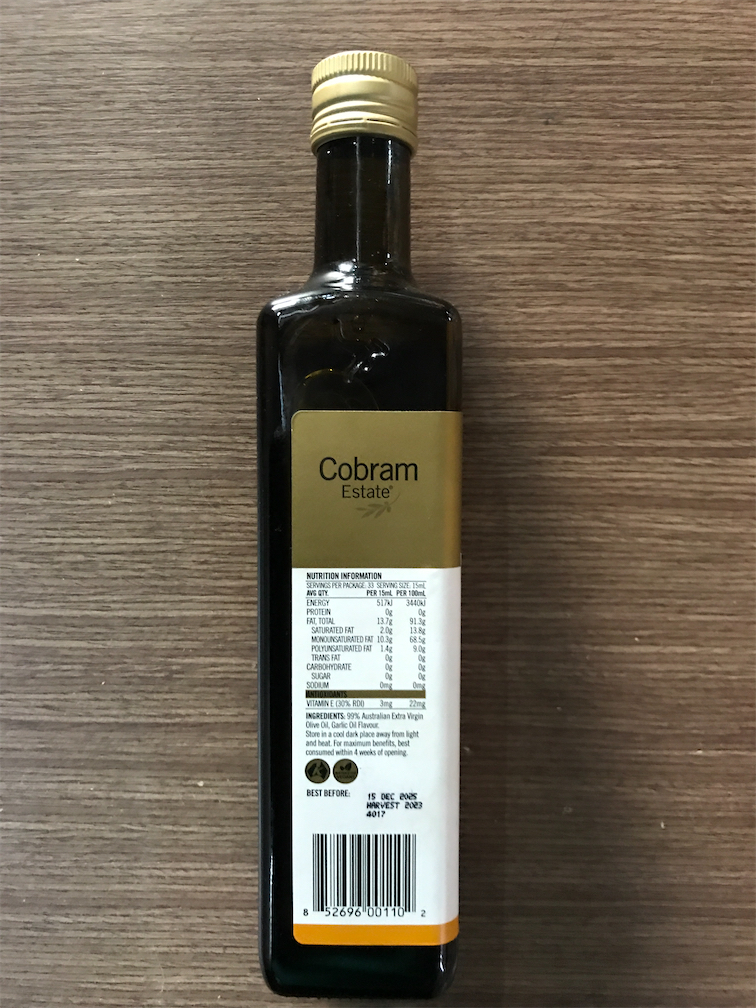 Cobram
Estate®
NUTRITION INFORMATION
SERVINGS PER PACKAGE: 33 SERVING SIZE: 15mL
AVG QTY. PER 15mL PER 100mL
ENERGY 517kJ 3440kJ
PROTEIN 0g 0g
FAT, TOTAL 13.7g 91.3g
SATURATED FAT 2.0g 13.8g
MONOUNSATURATED FAT 10.3g 68.5g
POLYUNSATURATED FAT 1.4g 9.0g
TRANS FAT 0g 0g
CARBOHYDRATE 0g 0g
SUGAR 0g 0g
SODIUM 0mg 0mg
ANTIOXIDANTS
VITAMIN E (30% RDI) 3mg 22mg
INGREDIENTS: 99% Australian Extra Virgin
Olive Oil, Garlic Oil Flavour.
Store in a cool dark place away from light
and heat. For maximum benefits, best
consumed within 4 weeks of opening.
BEST BEFORE: 15 DEC 2025
HARVEST 2023
4017
8 52696 00110 2